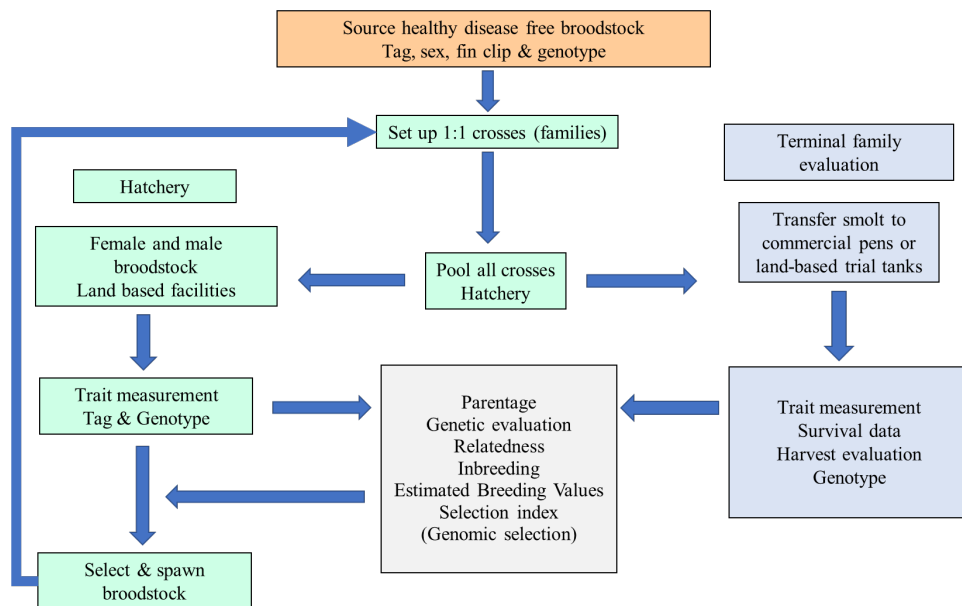 Source healthy disease free broodstock
Tag, sex, fin clip & genotype
Set up 1:1 crosses (families)
Terminal family
evaluation
Hatchery
Female and male
broodstock
Land based facilities
Pool all crosses
Hatchery
Transfer smolt to
commercial pens or
land-based trial tanks
Trait measurement
Tag & Genotype
Parentage
Genetic evaluation
Relatedness
Inbreeding
Estimated Breeding Values
Selection index
(Genomic selection)
Trait measurement
Survival data
Harvest evaluation
Genotype
Select & spawn
broodstock